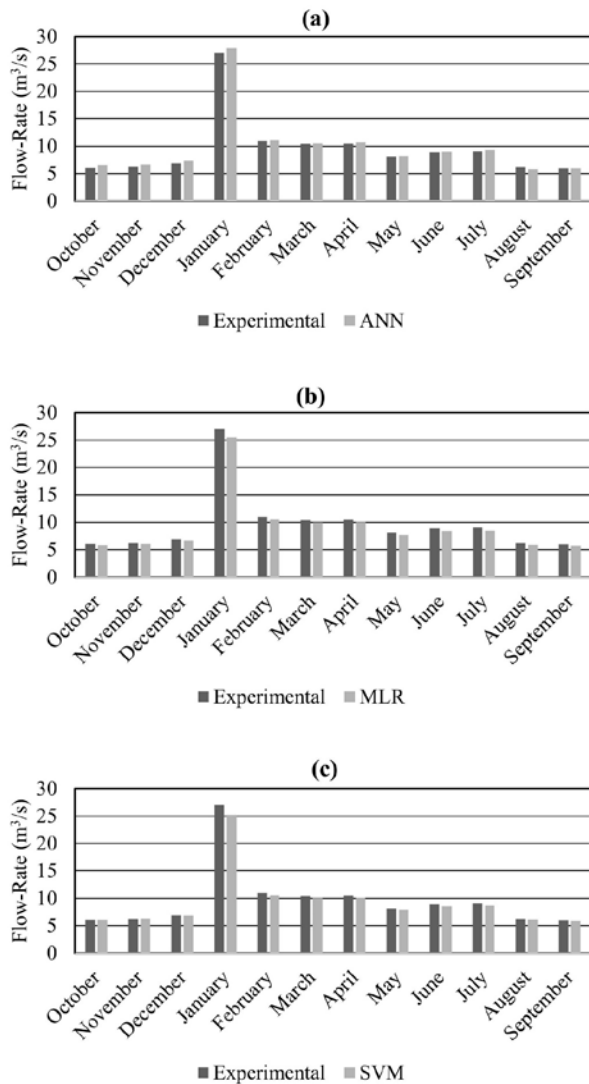 (a)
Flow-Rate (m³/s)
30
25
20
15
10
5
0
October
November
December
January
February
March
April
May
June
July
August
September
Experimental
ANN
(b)
Flow-Rate (m³/s)
30
25
20
15
10
5
0
October
November
December
January
February
March
April
May
June
July
August
September
Experimental
MLR
(c)
Flow-Rate (m³/s)
30
25
20
15
10
5
0
October
November
December
January
February
March
April
May
June
July
August
September
Experimental
SVM